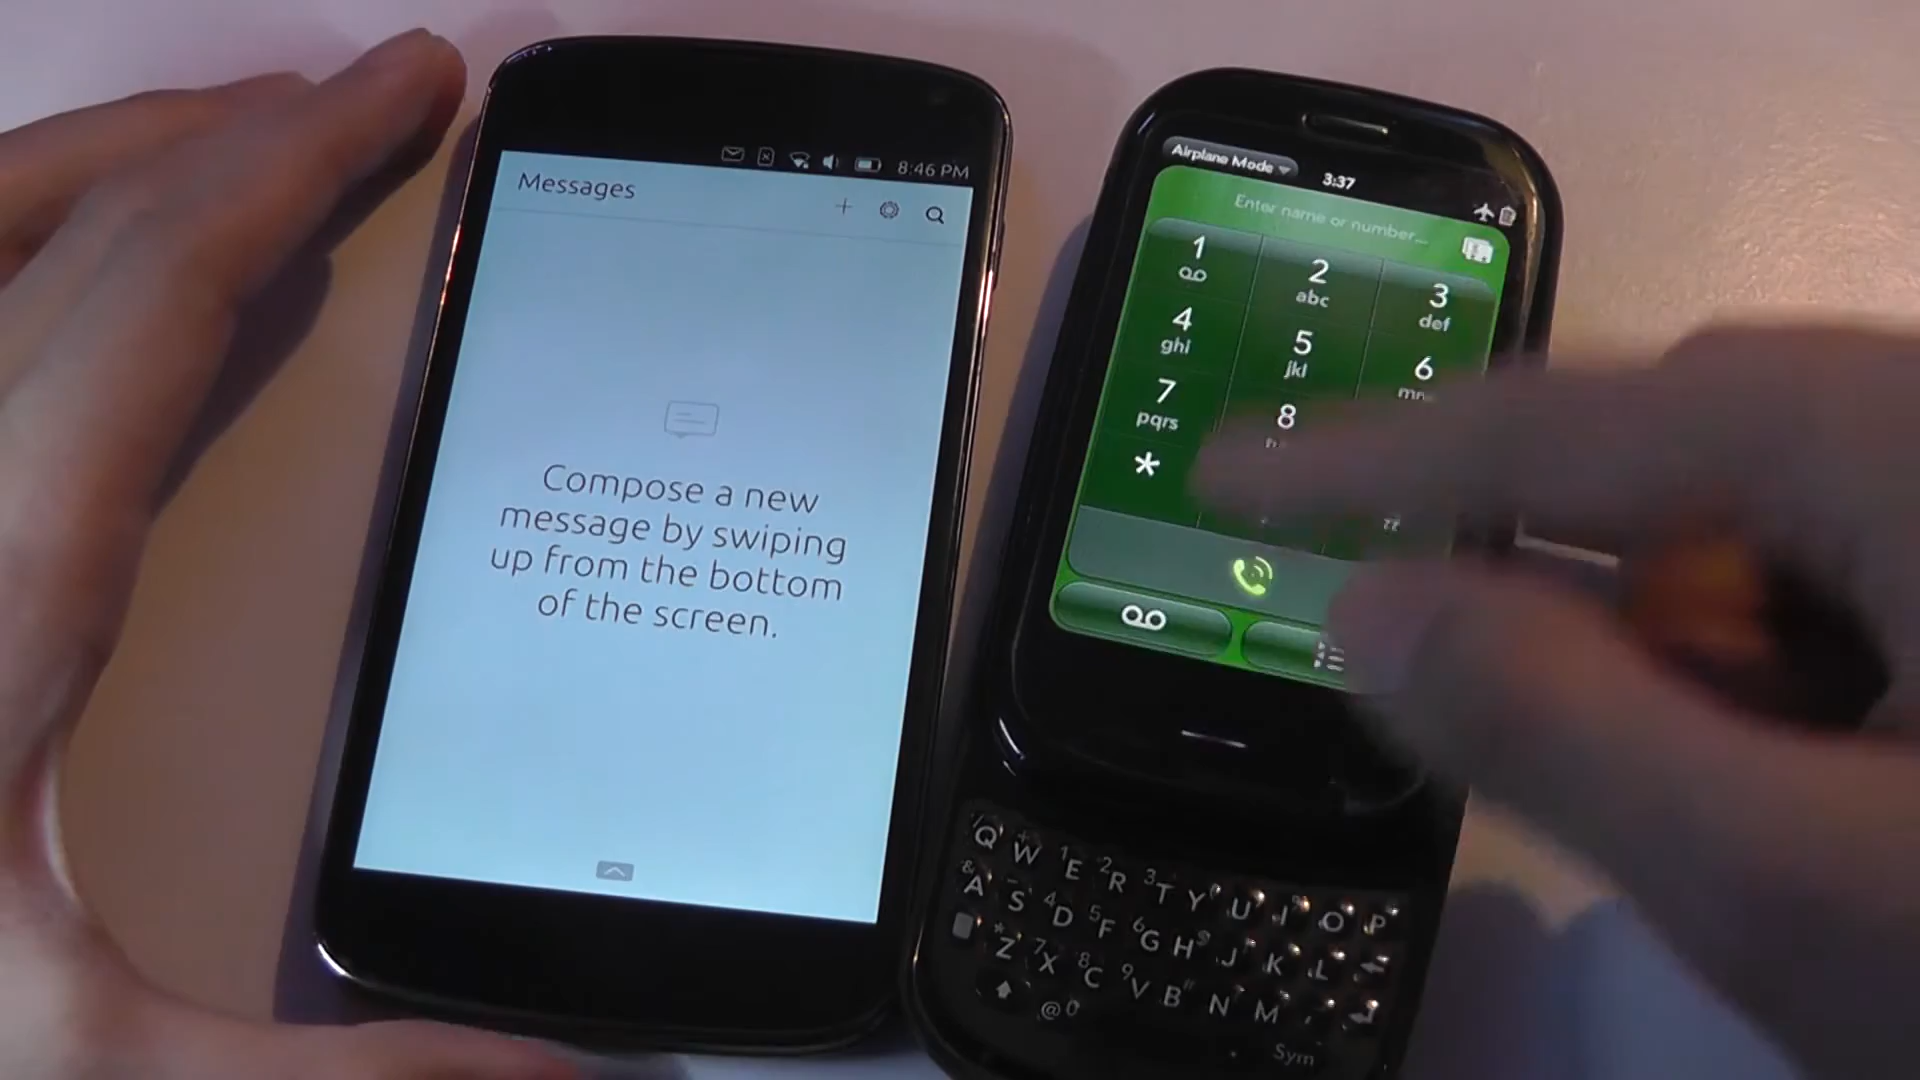 8:46 PM
Messages
Compose a new
message by swiping
up from the bottom
of the screen.
Airplane Mode
3:37
Enter name or number...
1 2 3
abc def
4 5 6
ghi jkl
7 8
pqrs
*
Q W E R T Y U I O P
A S D F G H J K L
Z X C V B N M
@ 0
Sym